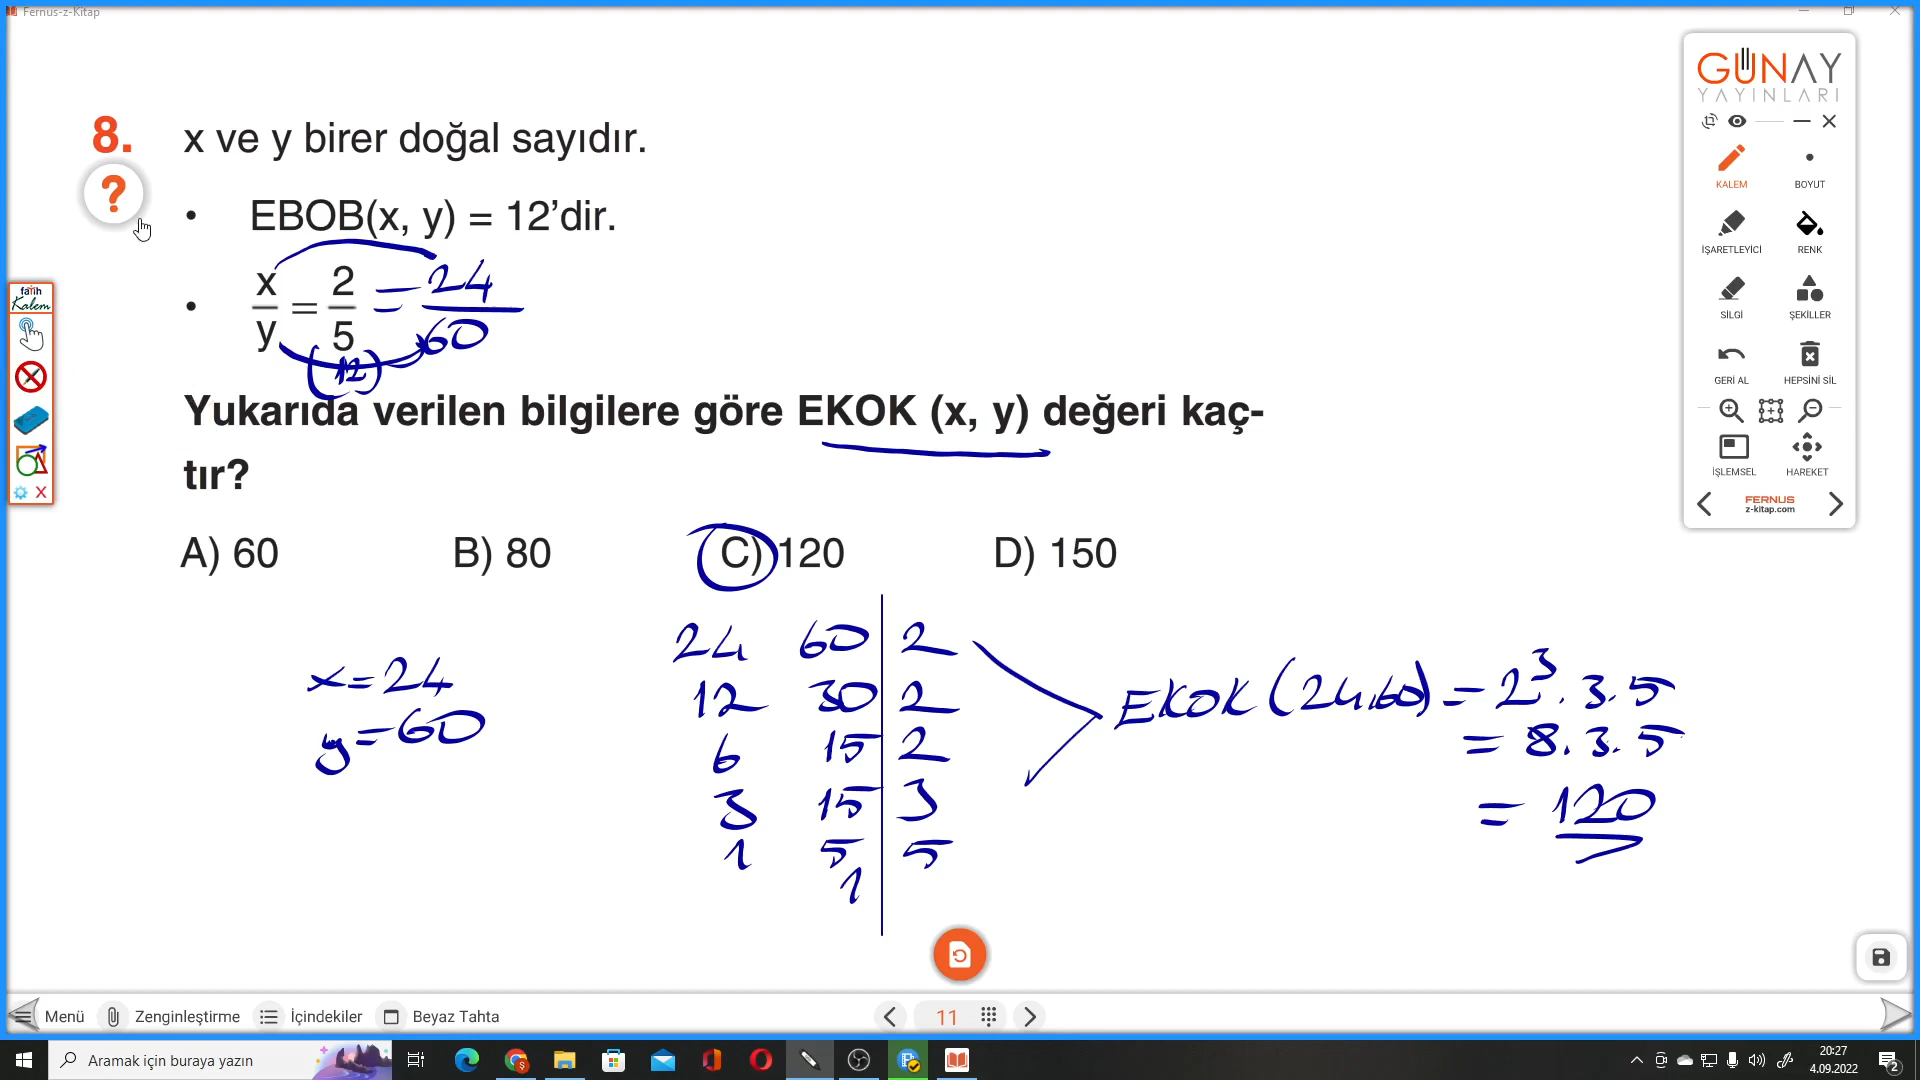 Fernus-z-Kitap
GÜNAY
YAYINLARI
8. x ve y birer doğal sayıdır.
?
• EBOB(x, y) = 12’dir.
• x/y = 2/5 = 24/60
(12)
Yukarıda verilen bilgilere göre EKOK (x, y) değeri kaç-
tır?
A) 60 B) 80 C) 120 D) 150
x = 24
y = 60
24 60 2
12 30 2
6 15 2
3 15 3
1 5 5
1
EKOK (24,60) = 2³ . 3 . 5
= 8 . 3 . 5
= 120
fatih
Kalem
X
KALEM BOYUT
İŞARETLEYİCİ RENK
SİLGİ ŞEKİLLER
GERİ AL HEPSİNİ SİL
İŞLEMSEL HAREKET
FERNUS
z-kitap.com
Menü Zenginleştirme İçindekiler Beyaz Tahta 11
Aramak için buraya yazın
20:27
4.09.2022
2